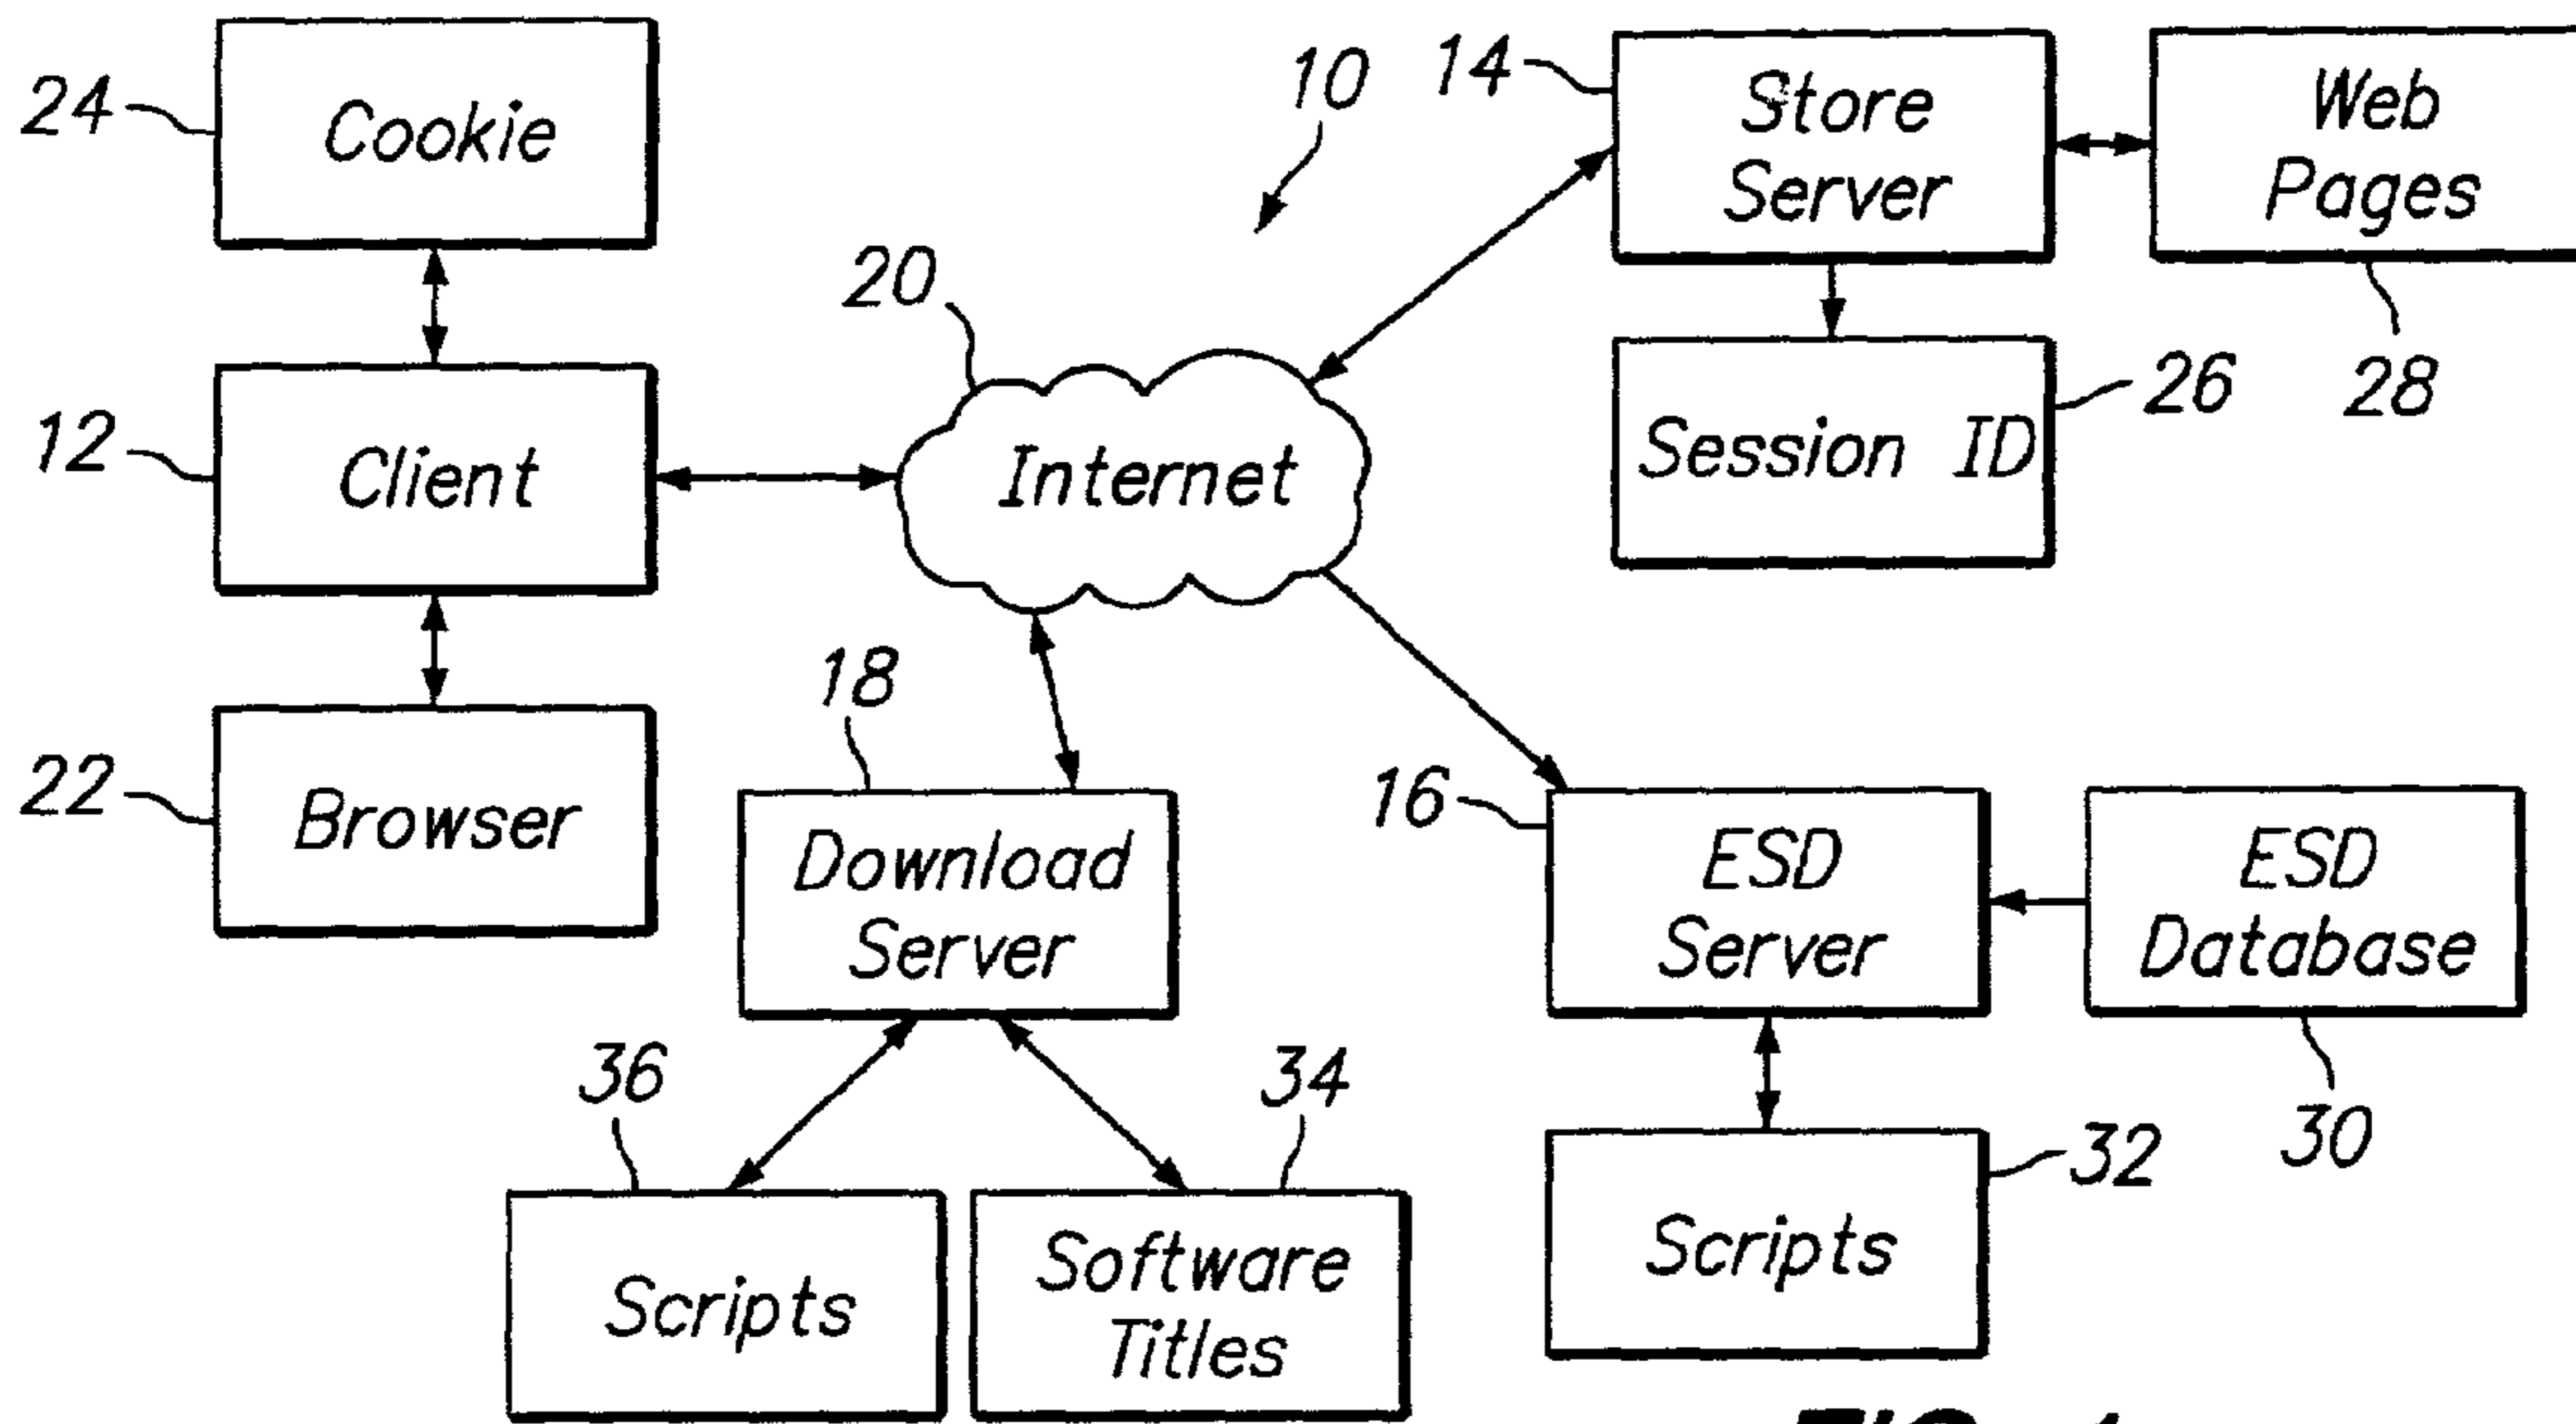 24
Cookie
10
14
Store
Server
Web
Pages
20
28
26
12
Client
Internet
Session ID
18
22
Browser
16
Download
Server
ESD
Server
ESD
Database
36
34
30
32
Scripts
Software
Titles
Scripts